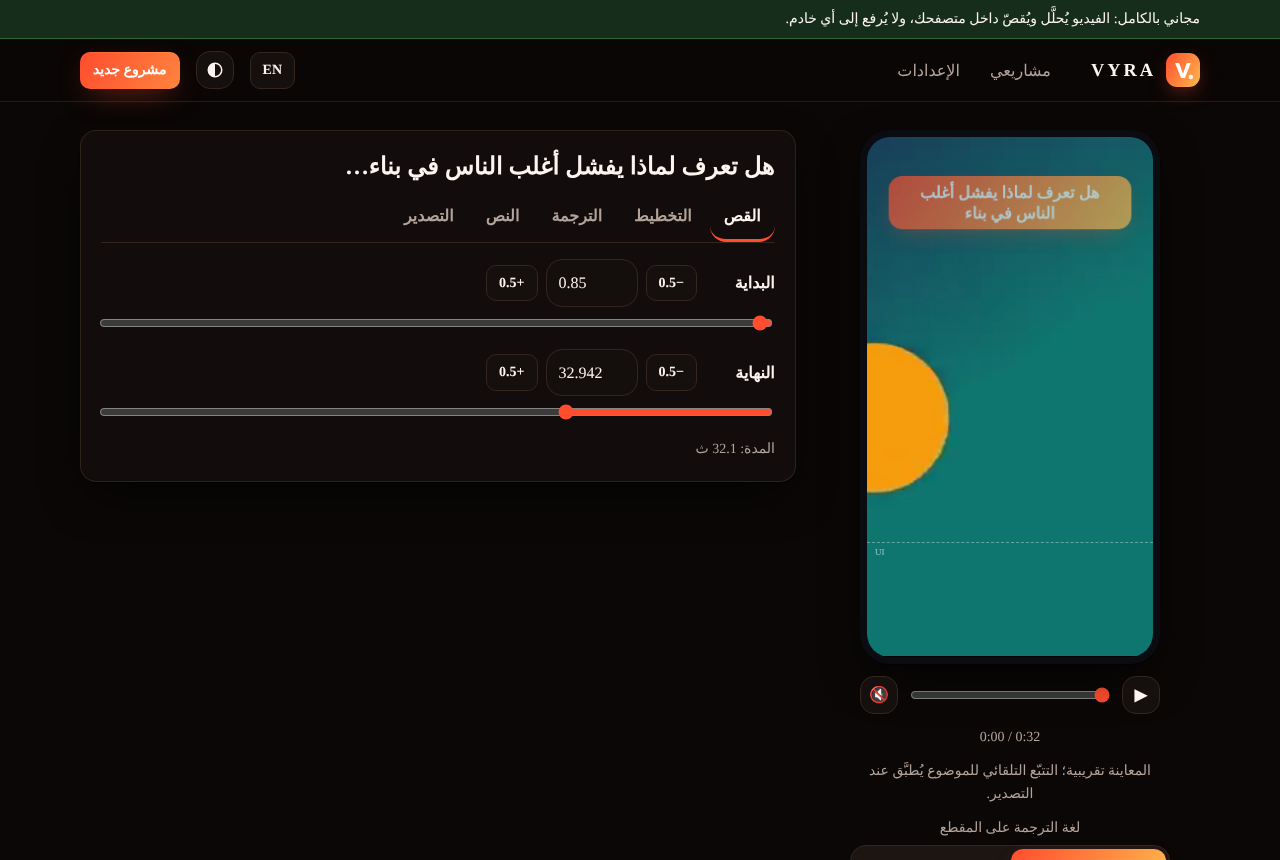 مجاني بالكامل: الفيديو يُحلَّل ويُقصّ داخل متصفحك، ولا يُرفع إلى أي خادم.
V.
VYRA
مشاريعي
الإعدادات
EN
مشروع جديد
هل تعرف لماذا يفشل أغلب
الناس في بناء
UI
0:00 / 0:32
المعاينة تقريبية؛ التتبّع التلقائي للموضوع يُطبَّق عند
التصدير.
لغة الترجمة على المقطع
هل تعرف لماذا يفشل أغلب الناس في بناء…
القص
التخطيط
الترجمة
النص
التصدير
البداية
−0.5
0.85
+0.5
النهاية
−0.5
32.942
+0.5
المدة: 32.1 ث